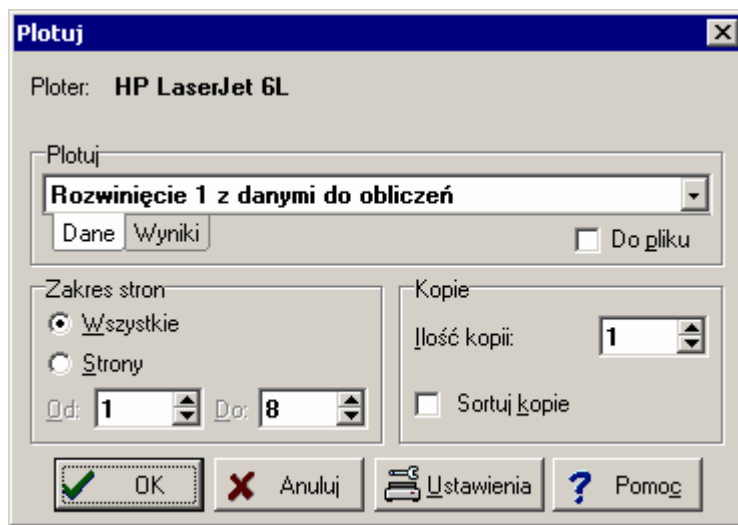 Plotuj
Ploter: HP LaserJet 6L
Plotuj
Rozwinięcie 1 z danymi do obliczeń
Dane Wyniki
Do pliku
Zakres stron
Wszystkie
Strony
Od: 1 Do: 8
Kopie
Ilość kopii: 1
Sortuj kopie
OK Anuluj Ustawienia ? Pomoc